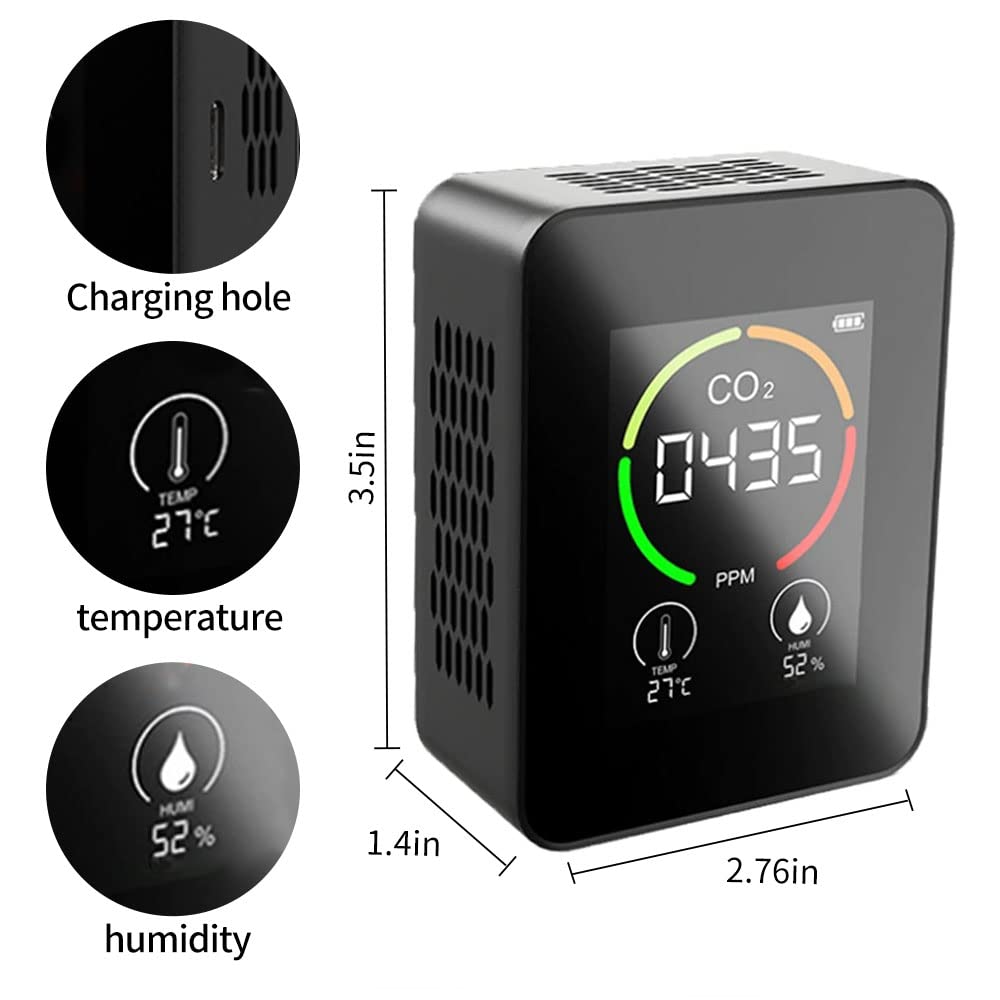 Charging hole
TEMP
27°C
temperature
HUMI
52 %
humidity
3.5in
1.4in
2.76in
CO2
0435
PPM
TEMP
27°C
HUMI
52 %